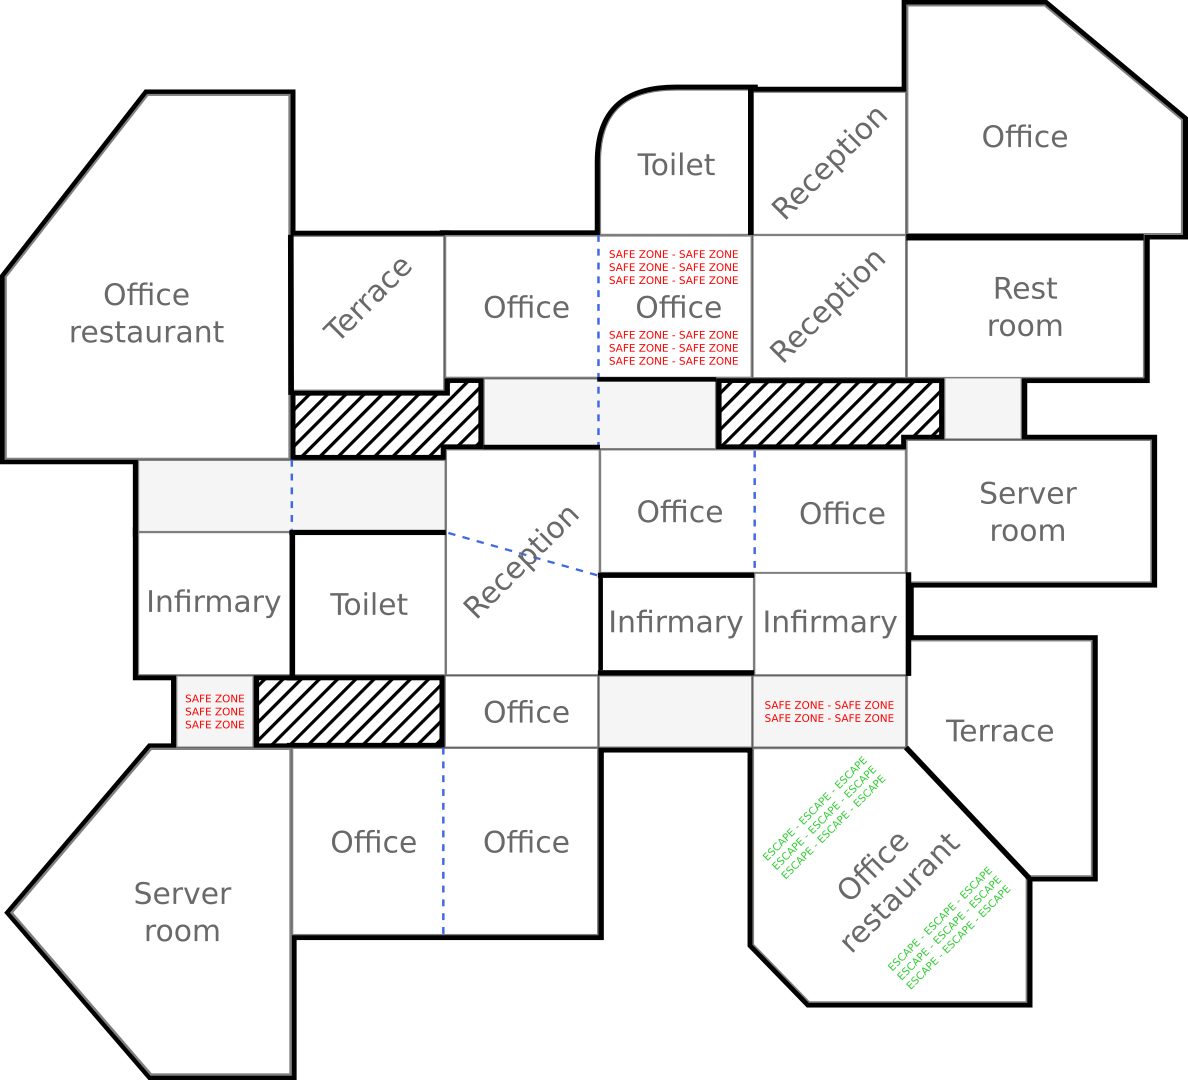 Office
Toilet
Reception
Office
restaurant
Terrace
Office
SAFE ZONE - SAFE ZONE
SAFE ZONE - SAFE ZONE
SAFE ZONE - SAFE ZONE
Office
SAFE ZONE - SAFE ZONE
SAFE ZONE - SAFE ZONE
SAFE ZONE - SAFE ZONE
Reception
Rest
room
Reception
Office
Office
Server
room
Infirmary
Toilet
Infirmary
Infirmary
SAFE ZONE
SAFE ZONE
SAFE ZONE
Office
SAFE ZONE - SAFE ZONE
SAFE ZONE - SAFE ZONE
Terrace
Server
room
Office
Office
ESCAPE - ESCAPE - ESCAPE
ESCAPE - ESCAPE - ESCAPE
ESCAPE - ESCAPE - ESCAPE
Office
restaurant
ESCAPE - ESCAPE - ESCAPE
ESCAPE - ESCAPE - ESCAPE
ESCAPE - ESCAPE - ESCAPE